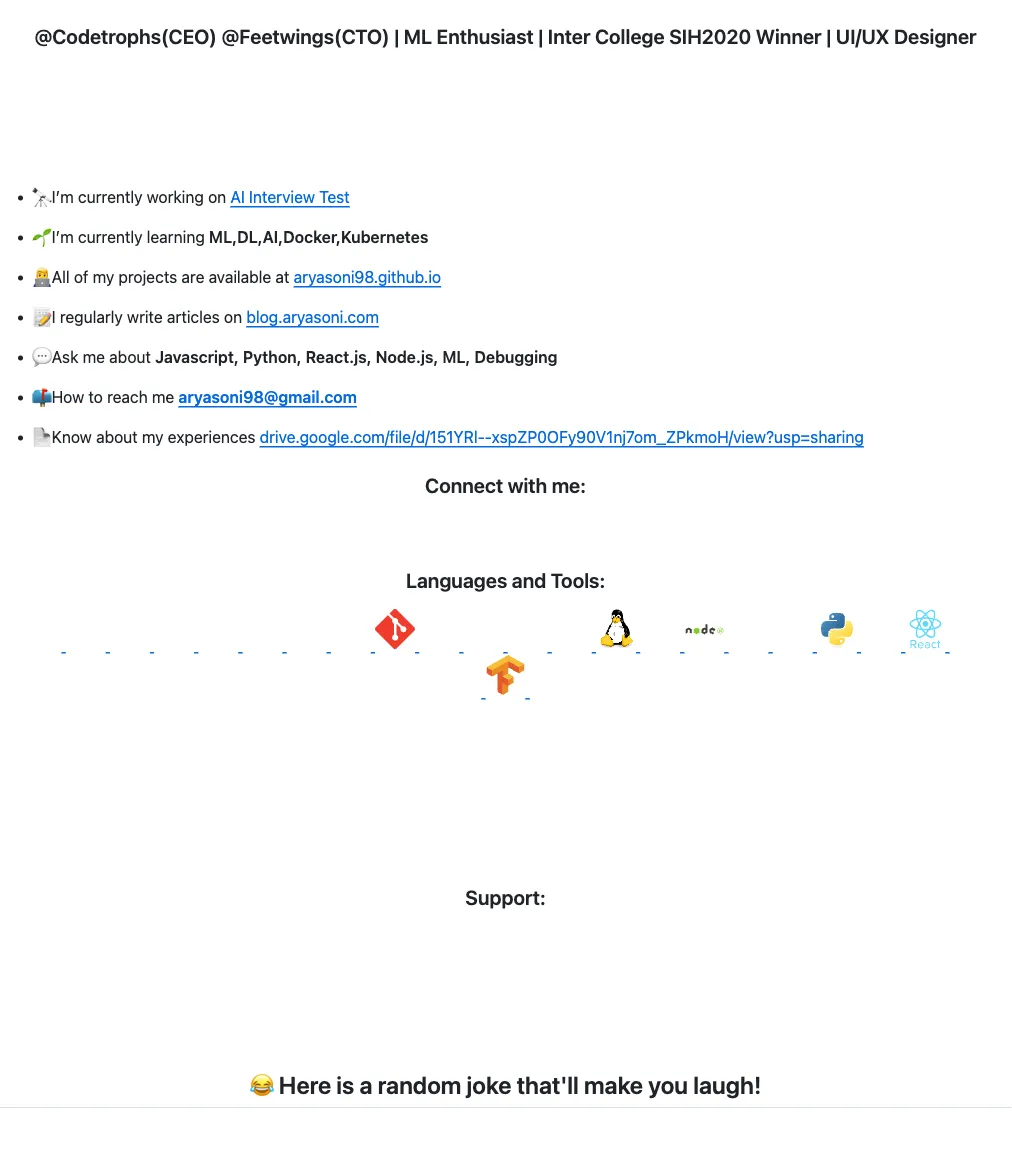 @Codetrophs(CEO) @Feetwings(CTO) | ML Enthusiast | Inter College SIH2020 Winner | UI/UX Designer
I’m currently working on AI Interview Test
I’m currently learning ML,DL,AI,Docker,Kubernetes
All of my projects are available at aryasoni98.github.io
I regularly write articles on blog.aryasoni.com
Ask me about Javascript, Python, React.js, Node.js, ML, Debugging
How to reach me aryasoni98@gmail.com
Know about my experiences drive.google.com/file/d/151YRl--xspZP0OFy90V1nj7om_ZPkmoH/view?usp=sharing
Connect with me:
Languages and Tools:
node
React
Support:
😂 Here is a random joke that'll make you laugh!